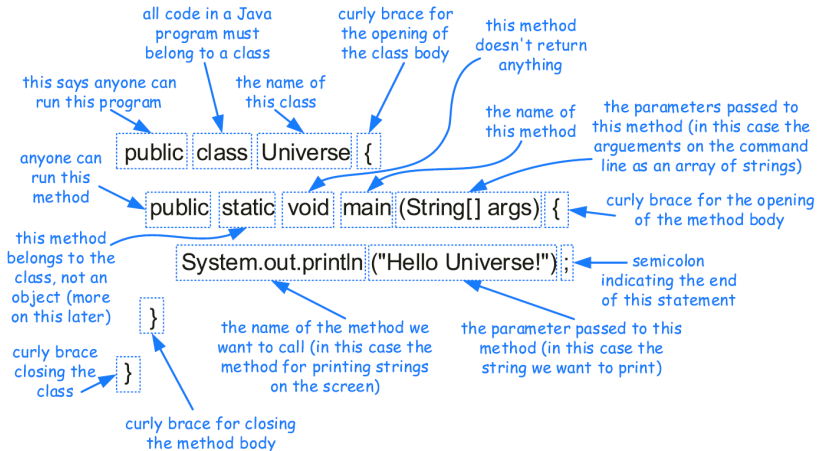 all code in a Java
program must
belong to a class
curly brace for
the opening of
the class body
this method
doesn't return
anything
this says anyone can
run this program
the name of
this class
the name of
this method
the parameters passed to
this method (in this case the
arguements on the command
line as an array of strings)
public class Universe {
anyone can
run this
method
public static void main (String[] args) {
curly brace for the opening
of the method body
this method
belongs to the
class, not an
object (more
on this later)
System.out.println ("Hello Universe!") ;
semicolon
indicating the end
of this statement
}
the name of the method we
want to call (in this case the
method for printing strings
on the screen)
the parameter passed to this
method (in this case the
string we want to print)
curly brace
closing the
class
}
curly brace for closing
the method body